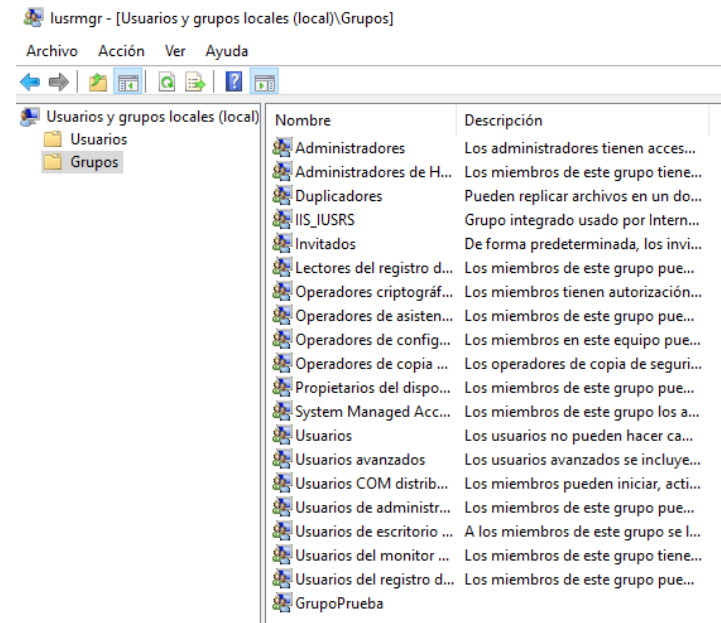 lusrmgr - [Usuarios y grupos locales (local)\Grupos]
Archivo Acción Ver Ayuda
Usuarios y grupos locales (local)
Usuarios
Grupos
Nombre Descripción
Administradores Los administradores tienen acces...
Administradores de H... Los miembros de este grupo tiene...
Duplicadores Pueden replicar archivos en un do...
IIS_IUSRS Grupo integrado usado por Intern...
Invitados De forma predeterminada, los invi...
Lectores del registro d... Los miembros de este grupo pue...
Operadores criptográf... Los miembros tienen autorización...
Operadores de asisten... Los miembros de este grupo pue...
Operadores de config... Los miembros en este equipo pue...
Operadores de copia ... Los operadores de copia de seguri...
Propietarios del dispo... Los miembros de este grupo pue...
System Managed Acc... Los miembros de este grupo los a...
Usuarios Los usuarios no pueden hacer ca...
Usuarios avanzados Los usuarios avanzados se incluye...
Usuarios COM distrib... Los miembros pueden iniciar, acti...
Usuarios de administr... Los miembros de este grupo pue...
Usuarios de escritorio ... A los miembros de este grupo se l...
Usuarios del monitor ... Los miembros de este grupo tiene...
Usuarios del registro d... Los miembros de este grupo pue...
GrupoPrueba